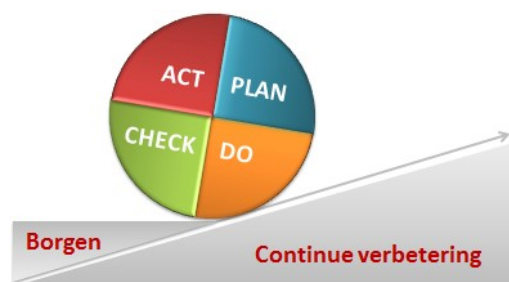 ACT
PLAN
CHECK
DO
Borgen
Continue verbetering